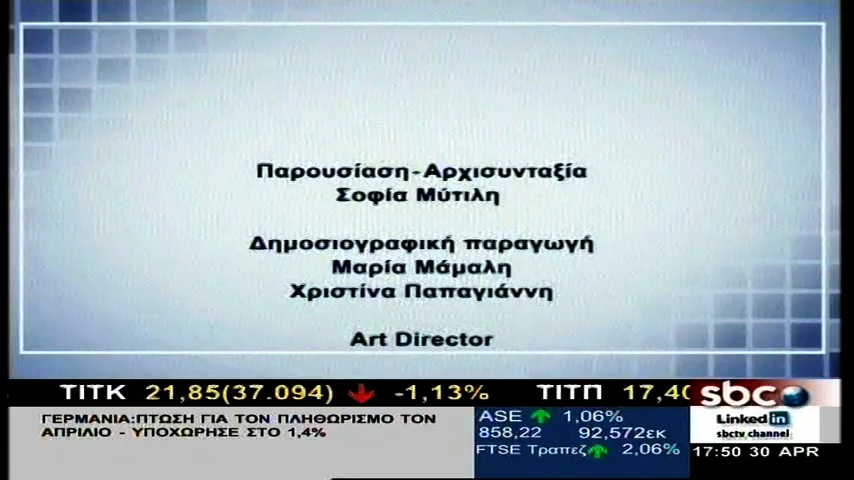 Παρουσίαση-Αρχισυνταξία
Σοφία Μύτιλη
Δημοσιογραφική παραγωγή
Μαρία Μάμαλη
Χριστίνα Παπαγιάννη
Art Director
ΤΙΤΚ 21,85(37.094) -1,13% ΤΙΤΠ 17,40
sbc
ΓΕΡΜΑΝΙΑ:ΠΤΩΣΗ ΓΙΑ ΤΟΝ ΠΛΗΘΩΡΙΣΜΟ ΤΟΝ
ΑΠΡΙΛΙΟ - ΥΠΟΧΩΡΗΣΕ ΣΤΟ 1,4%
ASE 1,06%
858,22 92,572εκ
FTSE Τραπεζ 2,06%
Linked in
sbctv channel
17:50 30 APR